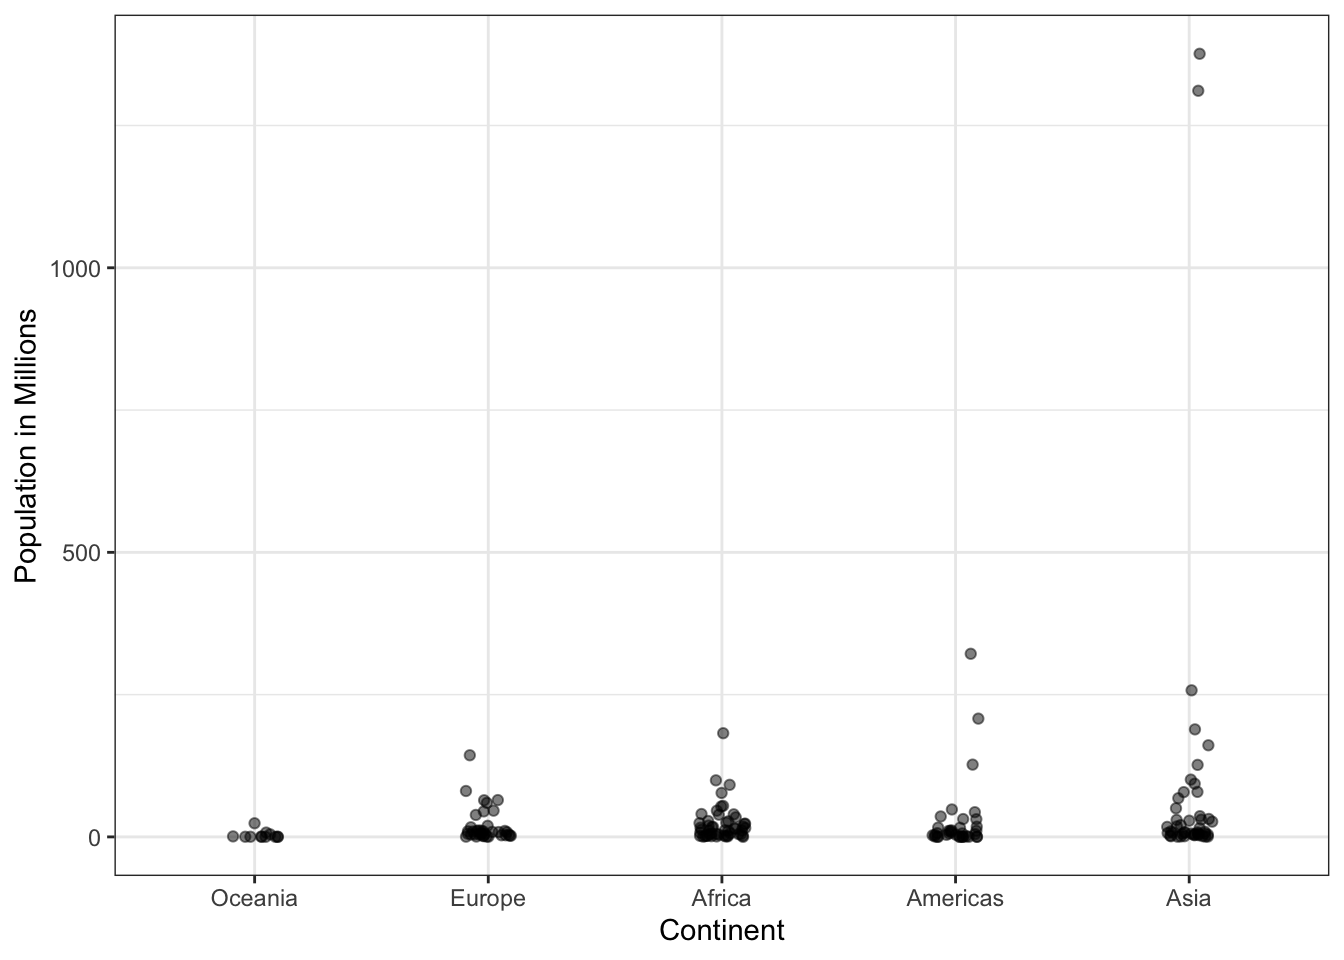 Population in Millions
1000
500
0
Oceania Europe Africa Americas Asia
Continent